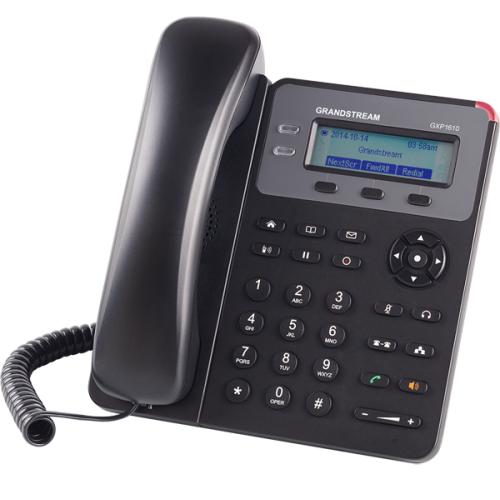 GRANDSTREAM
GXP1610
2014-10-14
03:58am
Grandstream
NextScr FwdAll Redial
1
2 ABC
3 DEF
4 GHI
5 JKL
6 MNO
7 PQRS
8 TUV
9 WXYZ
*
0 OPER
#
- +